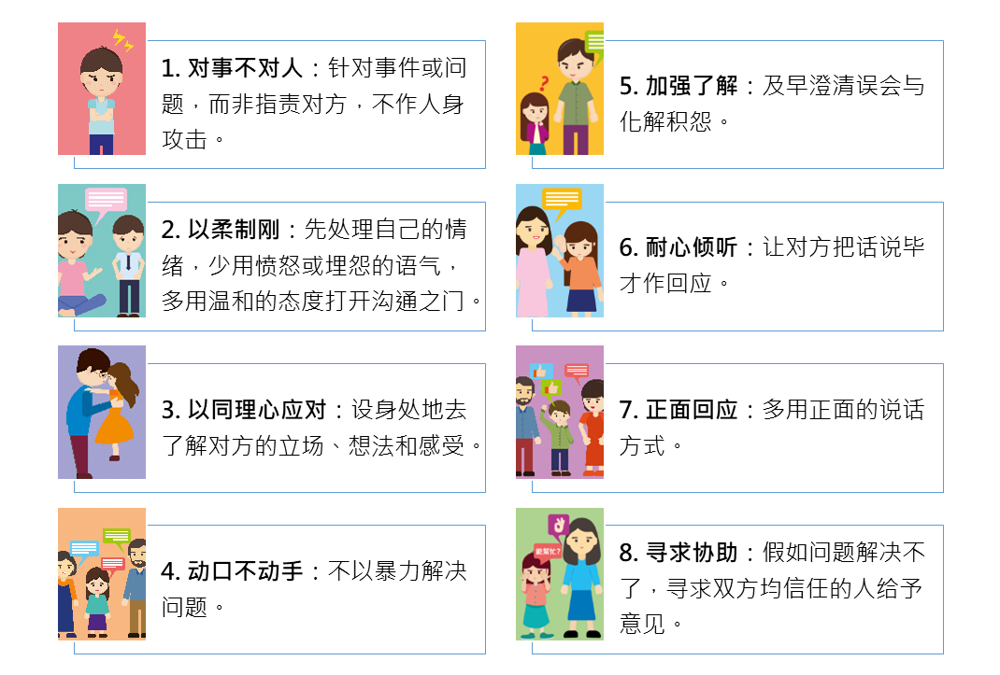 1. 对事不对人：针对事件或问
题，而非指责对方，不作人身
攻击。
2. 以柔制刚：先处理自己的情
绪，少用愤怒或埋怨的语气，
多用温和的态度打开沟通之门。
3. 以同理心应对：设身处地去
了解对方的立场、想法和感受。
4. 动口不动手：不以暴力解决
问题。
5. 加强了解：及早澄清误会与
化解积怨。
6. 耐心倾听：让对方把话说毕
才作回应。
7. 正面回应：多用正面的说话
方式。
能幫忙?
8. 寻求协助：假如问题解决不
了，寻求双方均信任的人给予
意见。